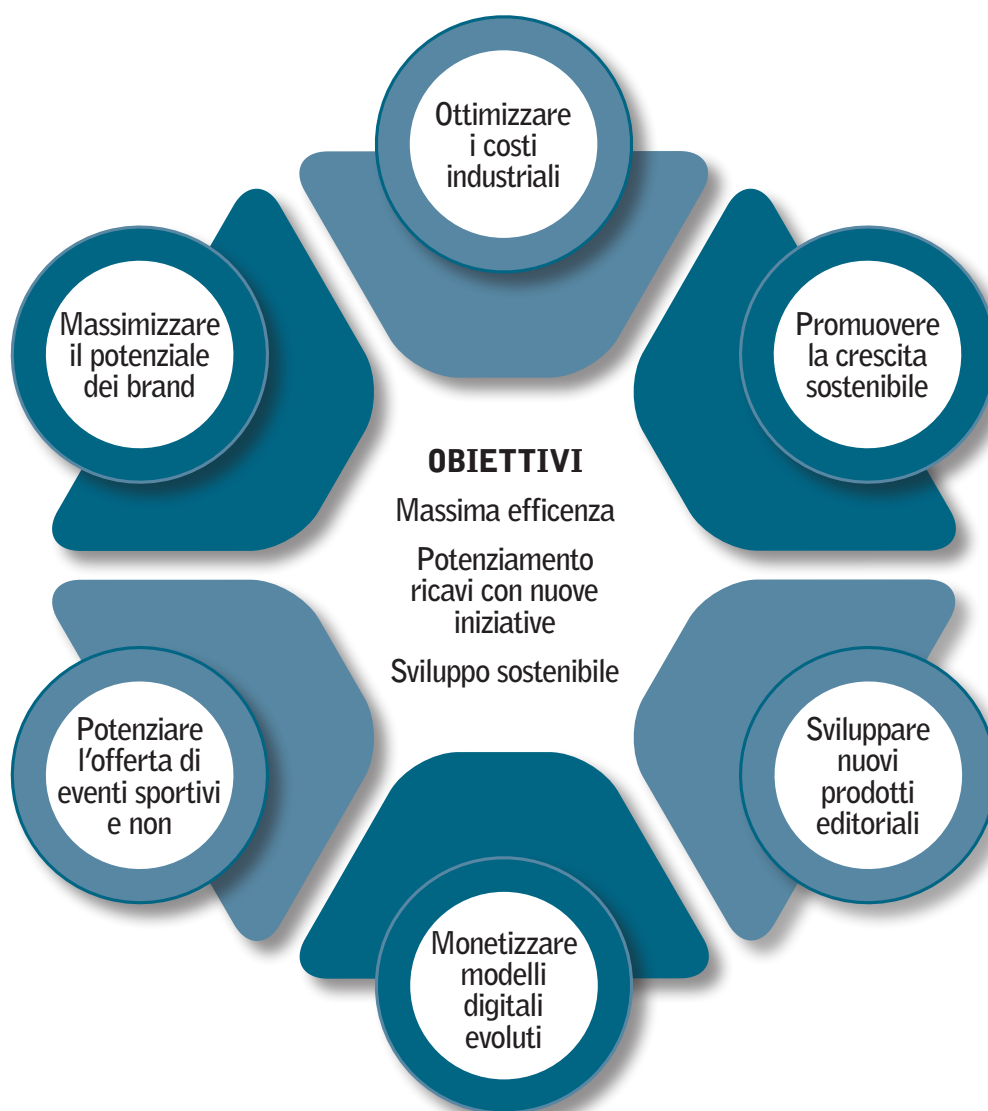 Ottimizzare
i costi
industriali
Massimizzare
il potenziale
dei brand
Promuovere
la crescita
sostenibile
OBIETTIVI
Massima efficenza
Potenziamento
ricavi con nuove
iniziative
Sviluppo sostenibile
Potenziare
l'offerta di
eventi sportivi
e non
Sviluppare
nuovi
prodotti
editoriali
Monetizzare
modelli
digitali
evoluti